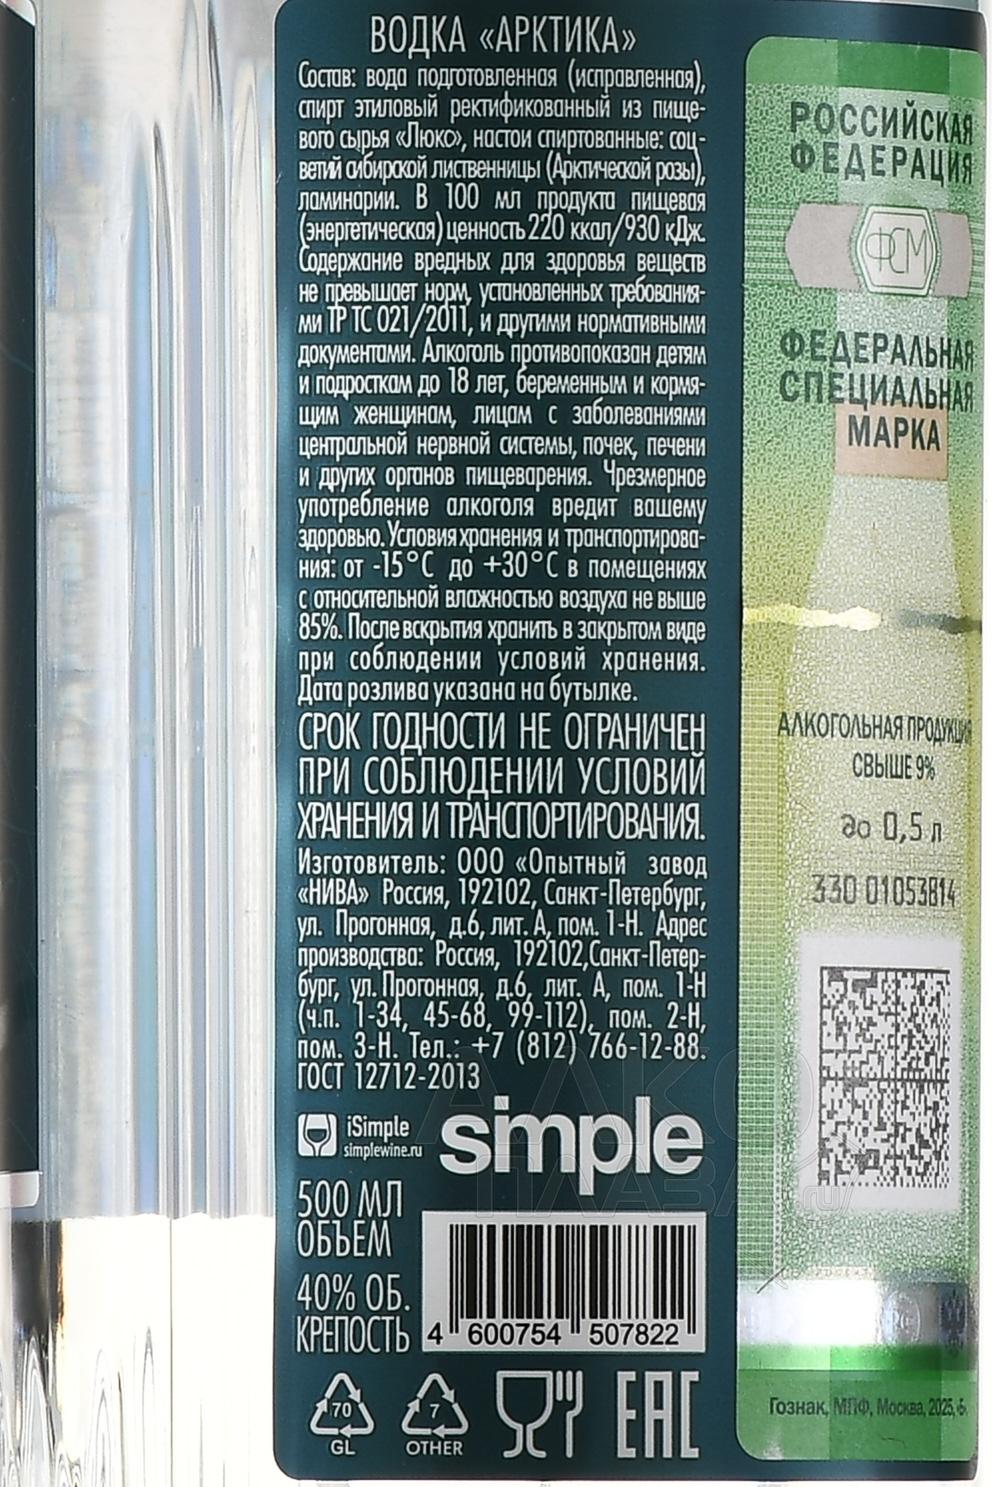 ВОДКА «АРКТИКА»
Состав: вода подготовленная (исправленная),
спирт этиловый ректификованный из пище-
вого сырья «Люкс», настои спиртованные: соц-
ветий сибирской лиственницы (Арктической розы),
ламинарии. В 100 мл продукта пищевая
(энергетическая) ценность 220 ккал/930 кДж.
Содержание вредных для здоровья веществ
не превышает норм, установленных требования-
ми ТР ТС 021/2011, и другими нормативными
документами. Алкоголь противопоказан детям
и подросткам до 18 лет, беременным и кормя-
щим женщинам, лицам с заболеваниями
центральной нервной системы, почек, печени
и других органов пищеварения. Чрезмерное
употребление алкоголя вредит вашему
здоровью. Условия хранения и транспортирова-
ния: от -15°С до +30°С в помещениях
с относительной влажностью воздуха не выше
85%. После вскрытия хранить в закрытом виде
при соблюдении условий хранения.
Дата розлива указана на бутылке.
СРОК ГОДНОСТИ НЕ ОГРАНИЧЕН
ПРИ СОБЛЮДЕНИИ УСЛОВИЙ
ХРАНЕНИЯ И ТРАНСПОРТИРОВАНИЯ.
Изготовитель: ООО «Опытный завод
«НИВА» Россия, 192102, Санкт-Петербург,
ул. Прогонная, д.6, лит. А, пом. 1-Н. Адрес
производства: Россия, 192102,Санкт-Петер-
бург, ул. Прогонная, д.6, лит. А, пом. 1-Н
(ч.п. 1-34, 45-68, 99-112), пом. 2-Н,
пом. 3-Н. Тел.: +7 (812) 766-12-88.
ГОСТ 12712-2013
iSimple
simplewine.ru
simple
500 МЛ
ОБЪЕМ
40% ОБ.
КРЕПОСТЬ
4 600754 507822
70
GL
7
OTHER
ЕАС
РОССИЙСКАЯ
ФЕДЕРАЦИЯ
ФСМ
ФЕДЕРАЛЬНАЯ
СПЕЦИАЛЬНАЯ
МАРКА
АЛКОГОЛЬНАЯ ПРОДУКЦИЯ
СВЫШЕ 9%
до 0,5 л
330 01053814
Гознак, МПФ, Москва, 2025, «Б».
АЛКО
ПЛАЗА.ru